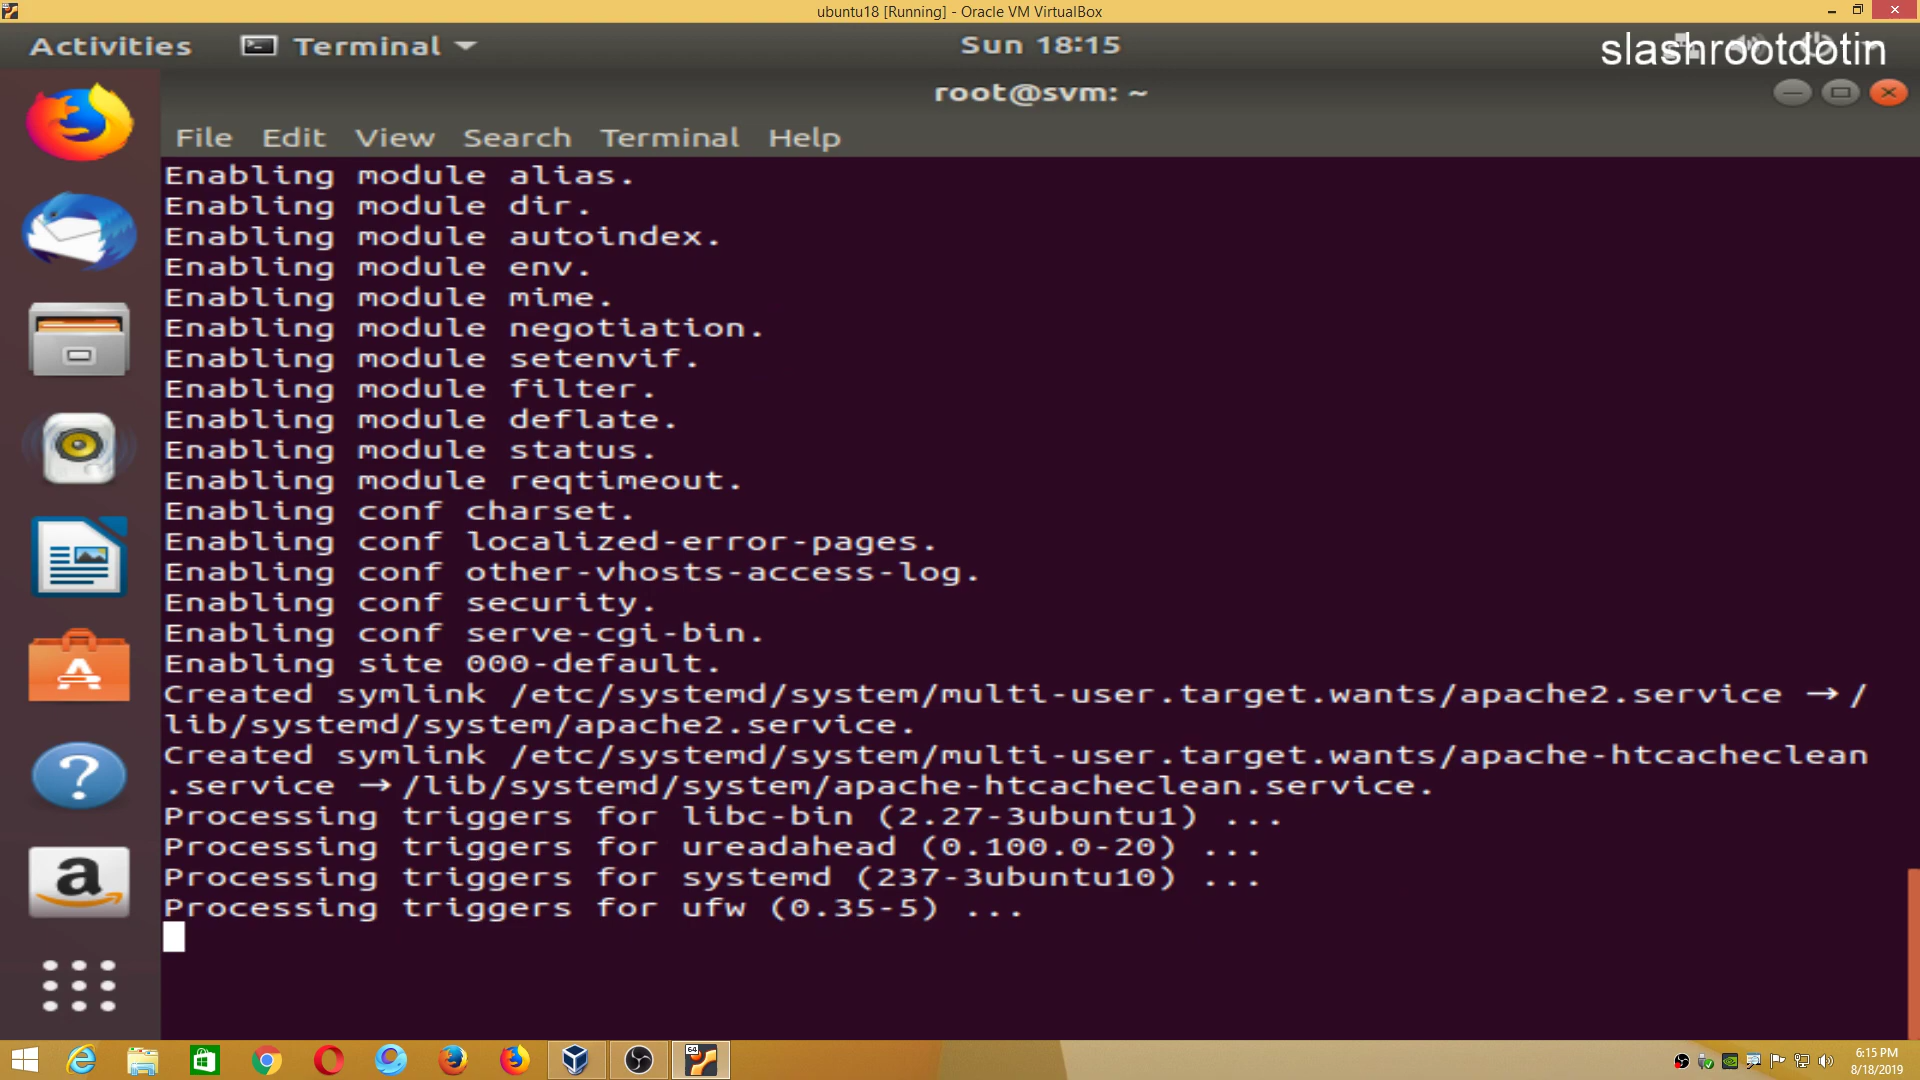 ubuntu18 [Running] - Oracle VM VirtualBox
Activities Terminal Sun 18:15 slashrootdotin
root@svm: ~
File Edit View Search Terminal Help
Enabling module alias.
Enabling module dir.
Enabling module autoindex.
Enabling module env.
Enabling module mime.
Enabling module negotiation.
Enabling module setenvif.
Enabling module filter.
Enabling module deflate.
Enabling module status.
Enabling module reqtimeout.
Enabling conf charset.
Enabling conf localized-error-pages.
Enabling conf other-vhosts-access-log.
Enabling conf security.
Enabling conf serve-cgi-bin.
Enabling site 000-default.
Created symlink /etc/systemd/system/multi-user.target.wants/apache2.service → /
lib/systemd/system/apache2.service.
Created symlink /etc/systemd/system/multi-user.target.wants/apache-htcacheclean
.service → /lib/systemd/system/apache-htcacheclean.service.
Processing triggers for libc-bin (2.27-3ubuntu1) ...
Processing triggers for ureadahead (0.100.0-20) ...
Processing triggers for systemd (237-3ubuntu10) ...
Processing triggers for ufw (0.35-5) ...
64
6:15 PM
8/18/2019